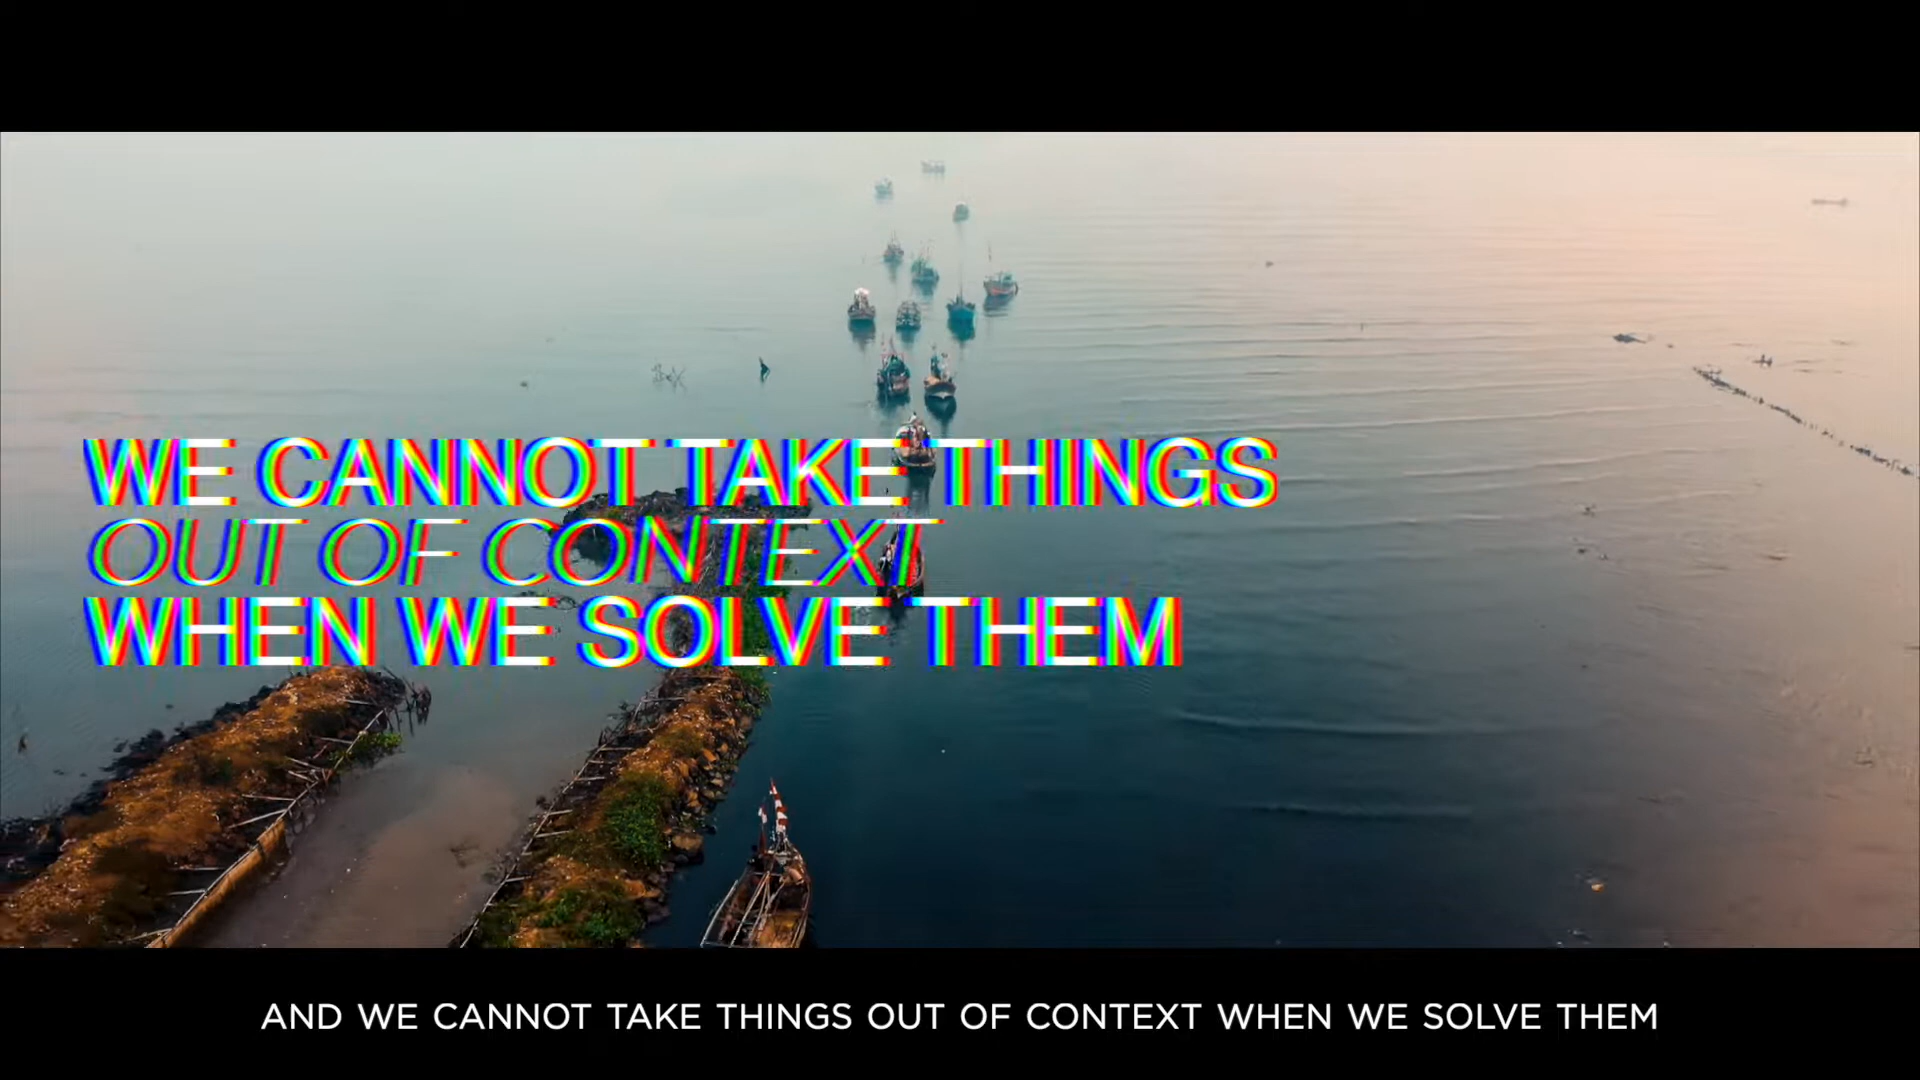 WE CANNOT TAKE THINGS
OUT OF CONTEXT
WHEN WE SOLVE THEM
AND WE CANNOT TAKE THINGS OUT OF CONTEXT WHEN WE SOLVE THEM